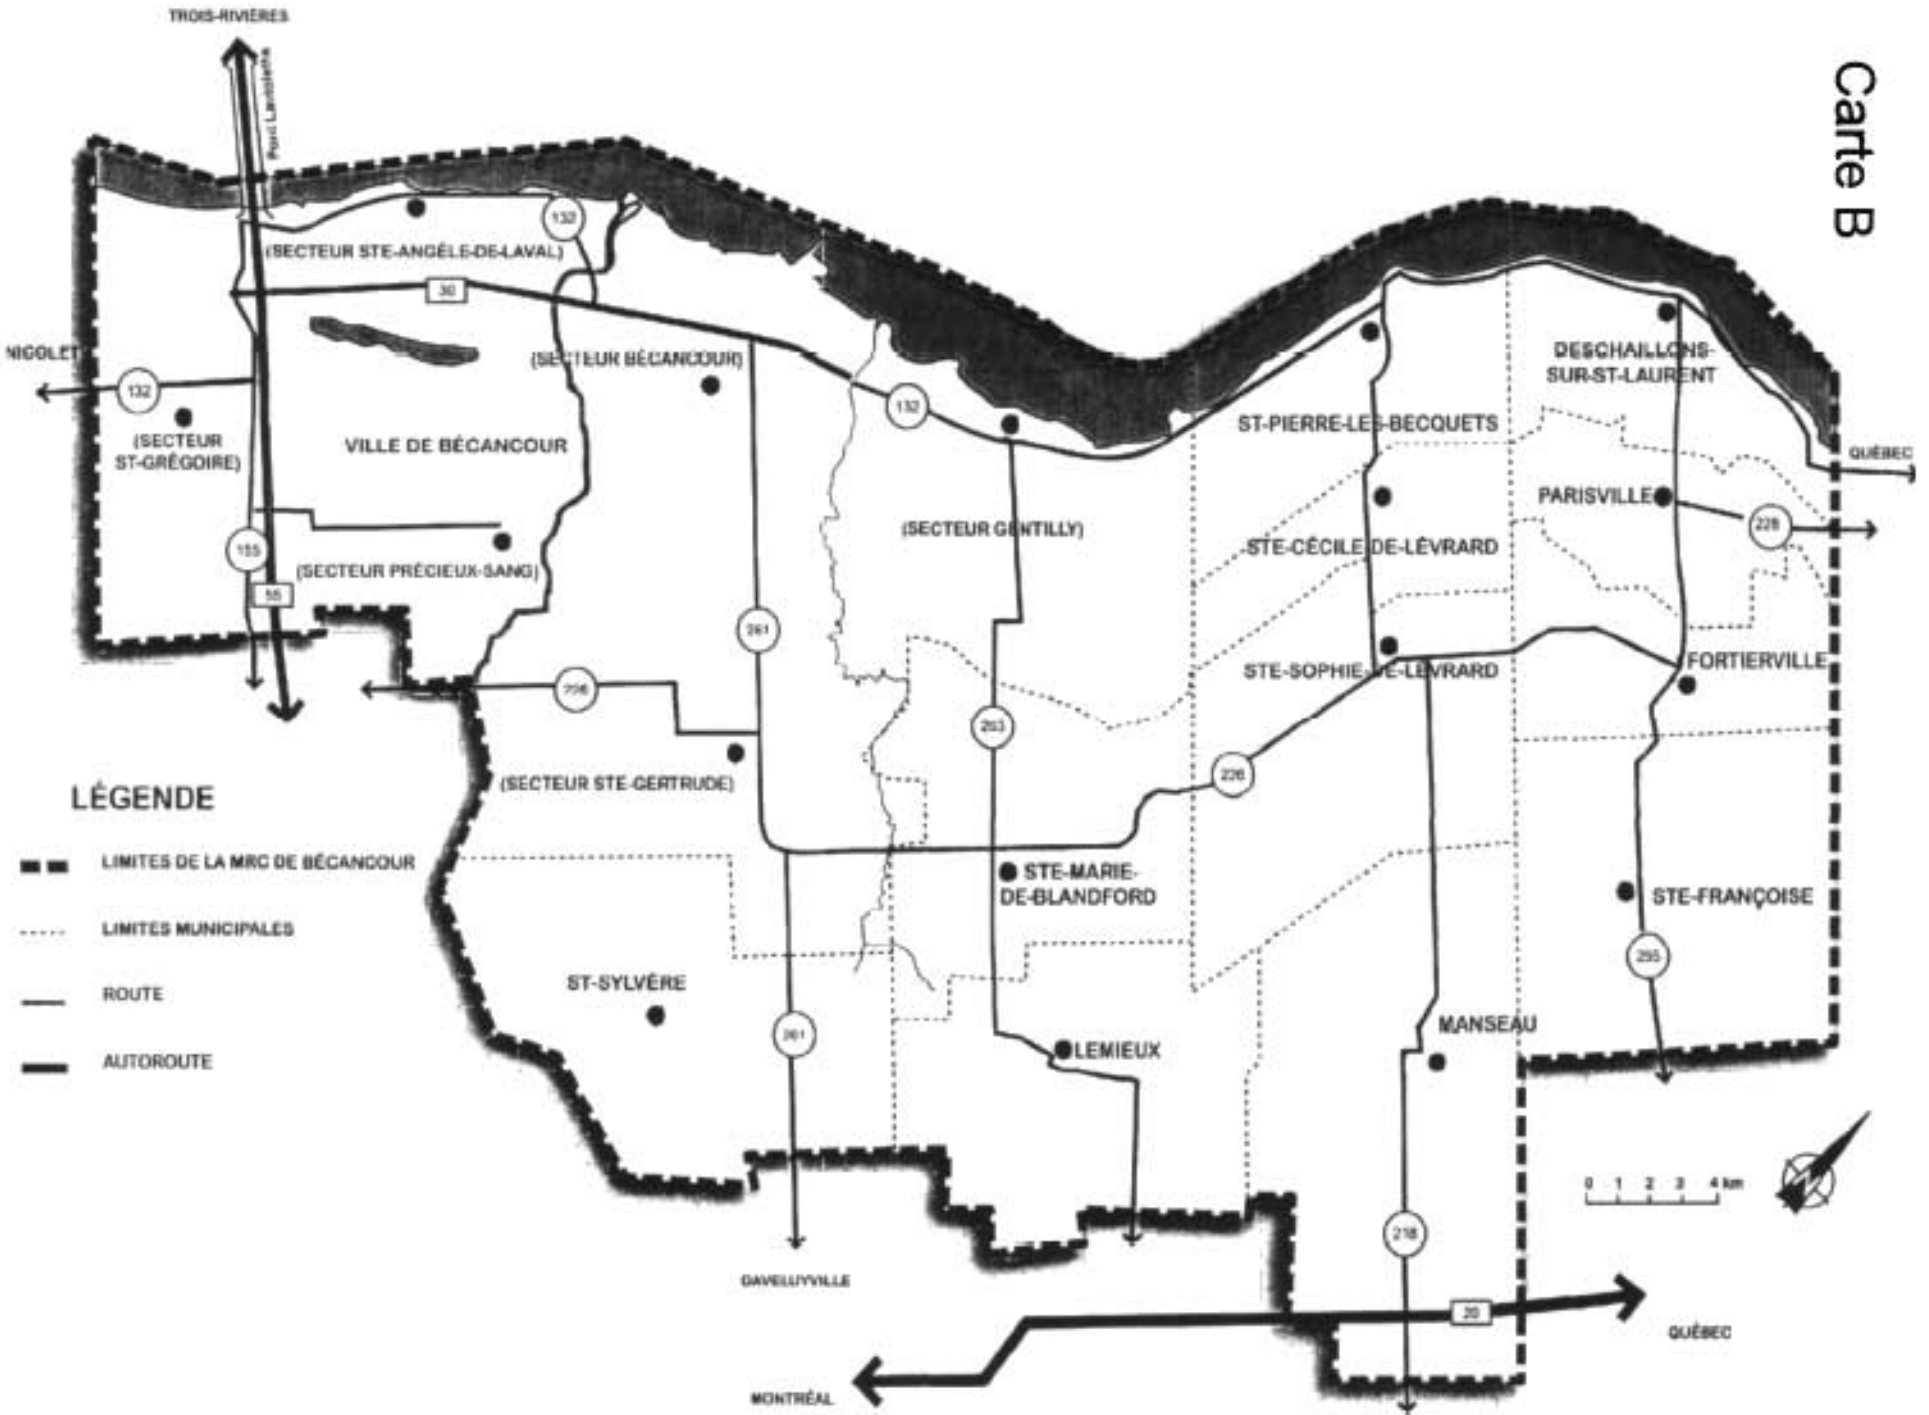 TROIS-RIVIÈRES
Pont Laviolette
Carte B
132
(SECTEUR STE-ANGÈLE-DE-LAVAL)
30
NICOLET
132
(SECTEUR
ST-GRÉGOIRE)
(SECTEUR BÉCANCOUR)
VILLE DE BÉCANCOUR
132
DESCHAILLONS-
SUR-ST-LAURENT
ST-PIERRE-LES-BECQUETS
QUÉBEC
PARISVILLE
228
(SECTEUR GENTILLY)
STE-CÉCILE-DE-LÉVRARD
155
(SECTEUR PRÉCIEUX-SANG)
55
261
STE-SOPHIE-DE-LÉVRARD
FORTIERVILLE
226
263
226
(SECTEUR STE-GERTRUDE)
LÉGENDE
LIMITES DE LA MRC DE BÉCANCOUR
LIMITES MUNICIPALES
ROUTE
AUTOROUTE
STE-MARIE-
DE-BLANDFORD
STE-FRANÇOISE
265
ST-SYLVÈRE
261
LEMIEUX
MANSEAU
0 1 2 3 4 km
218
DAVELUYVILLE
20
QUÉBEC
MONTRÉAL